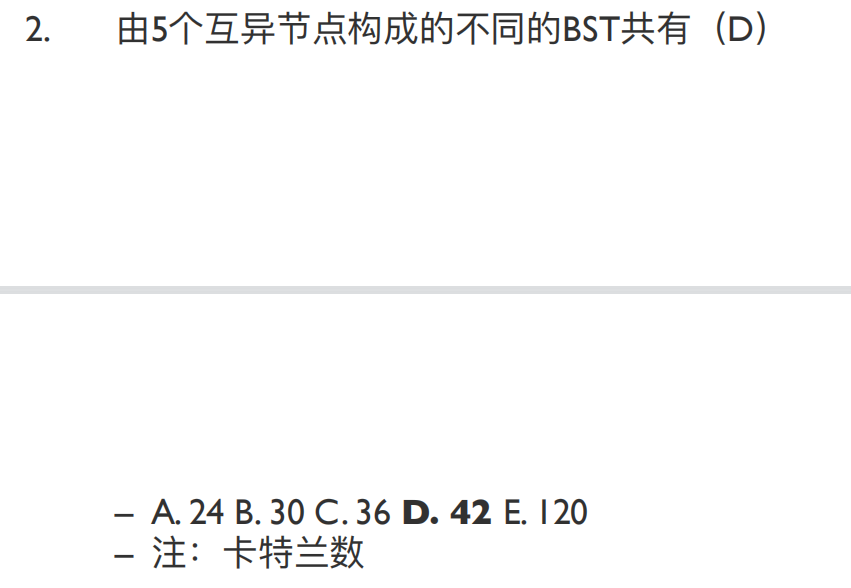 2. 由5个互异节点构成的不同的BST共有（D）
– A. 24 B. 30 C. 36 D. 42 E. 120
– 注：卡特兰数